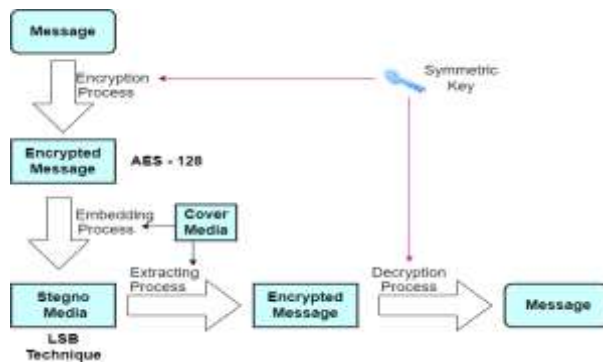 Message
Encryption
Process
Symmetric
Key
Encrypted
Message
AES - 128
Embedding
Process
Cover
Media
Stegno
Media
LSB
Technique
Extracting
Process
Encrypted
Message
Decryption
Process
Message